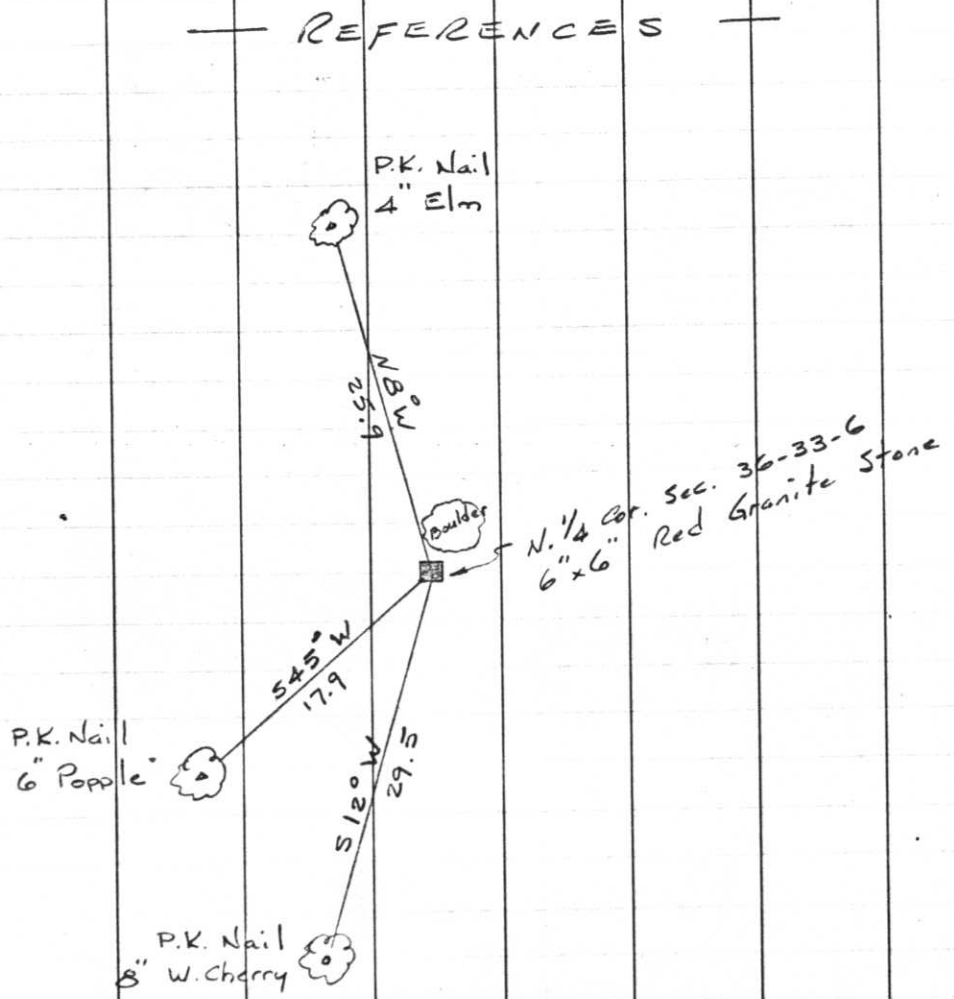 — REFERENCES —
P.K. Nail
4" Elm
N8°W
25.9
Boulder
N. 1/4 cor. sec. 36-33-6
6"x6" Red Granite Stone
S45°W
17.9
P.K. Nail
6" Popple
S12°W
29.5
P.K. Nail
8" W. Cherry